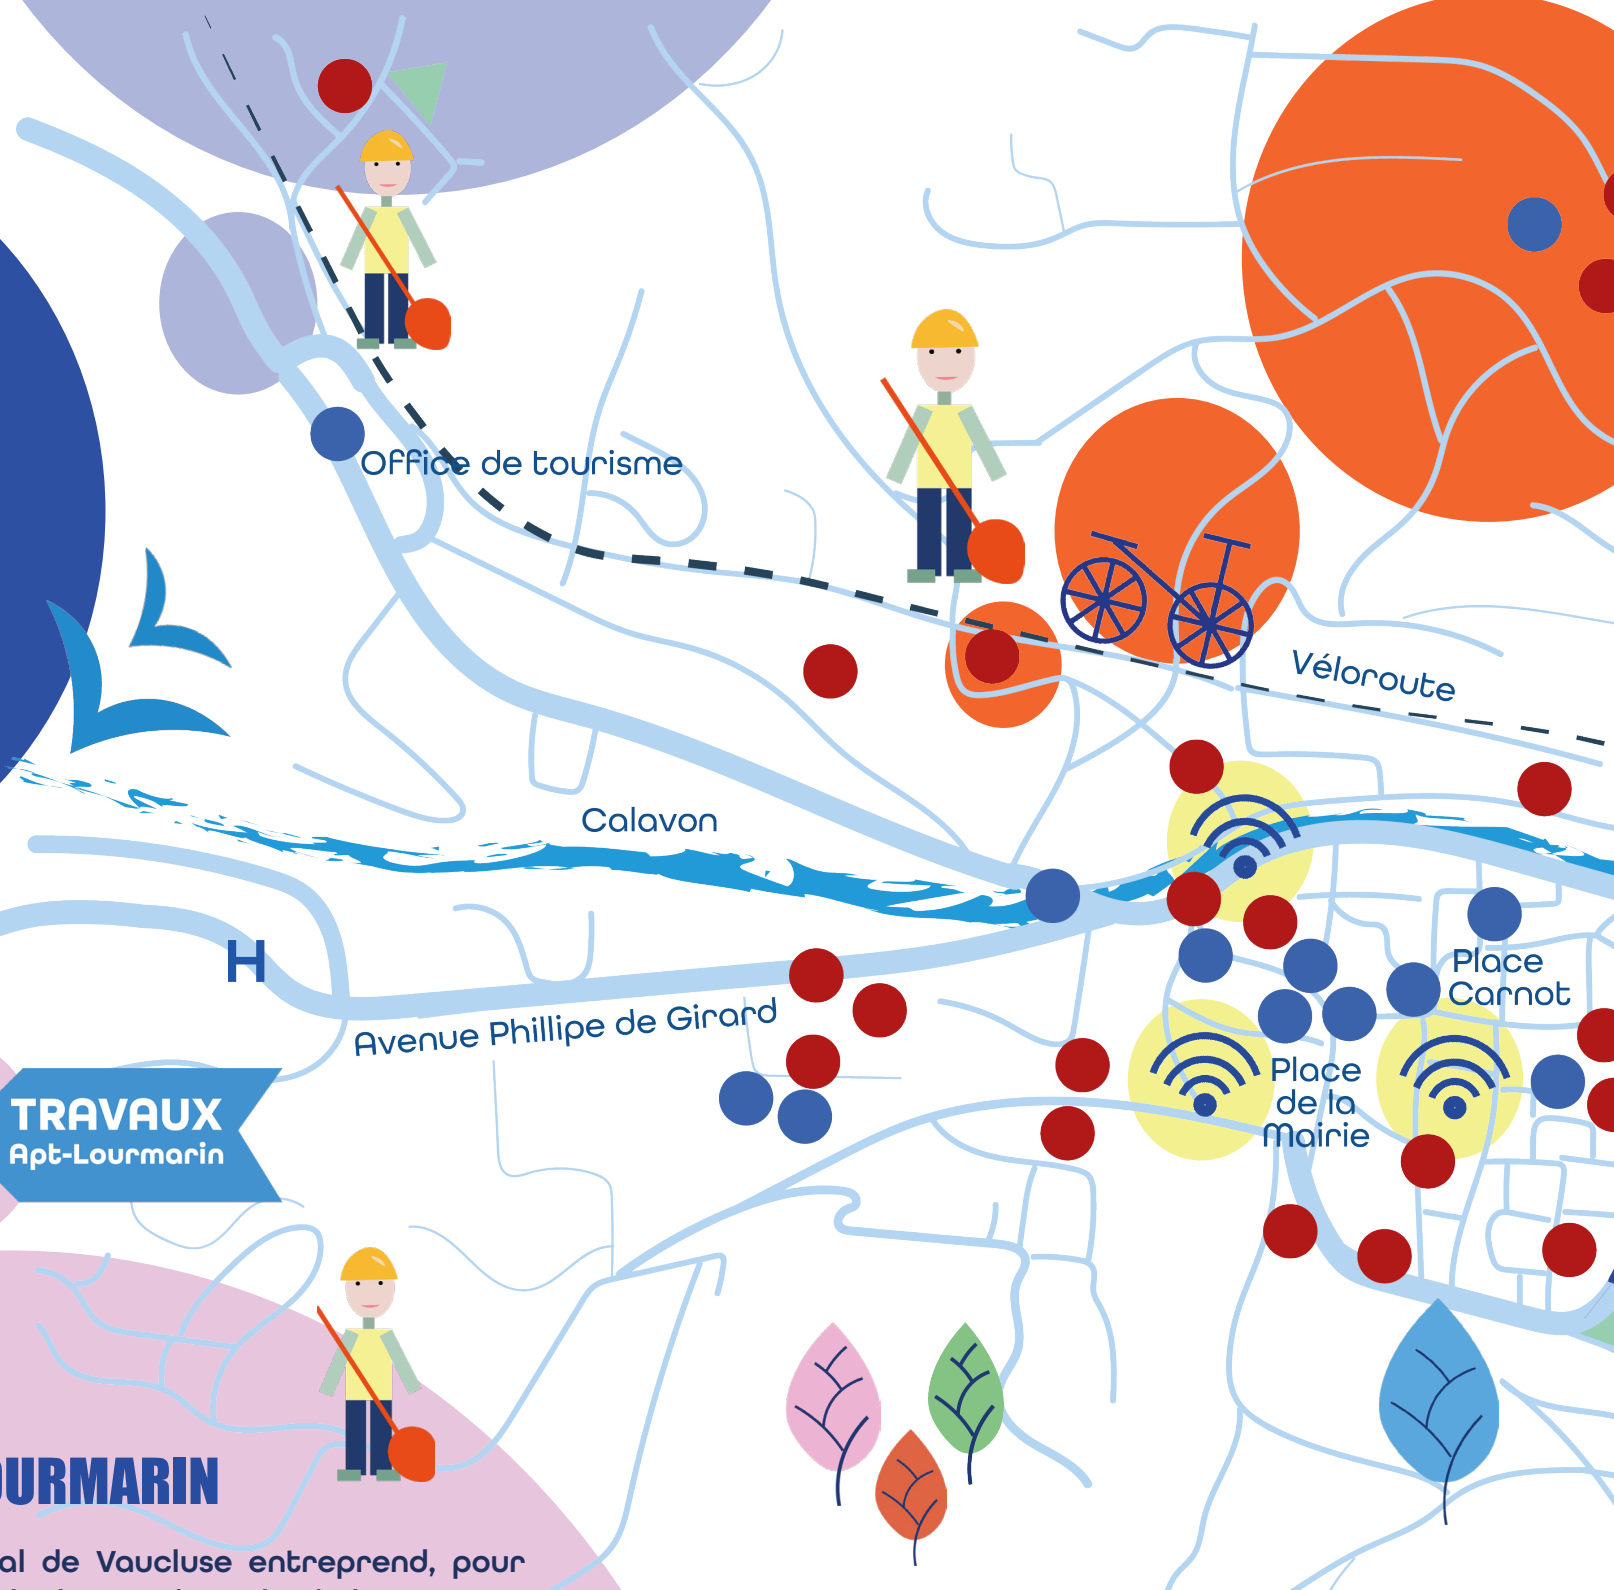 Office de tourisme
Véloroute
Calavon
H
Place
Carnot
Avenue Phillipe de Girard
Place
de la
mairie
TRAVAUX
Apt-Lourmarin
OURMARIN
al de Vaucluse entreprend, pour